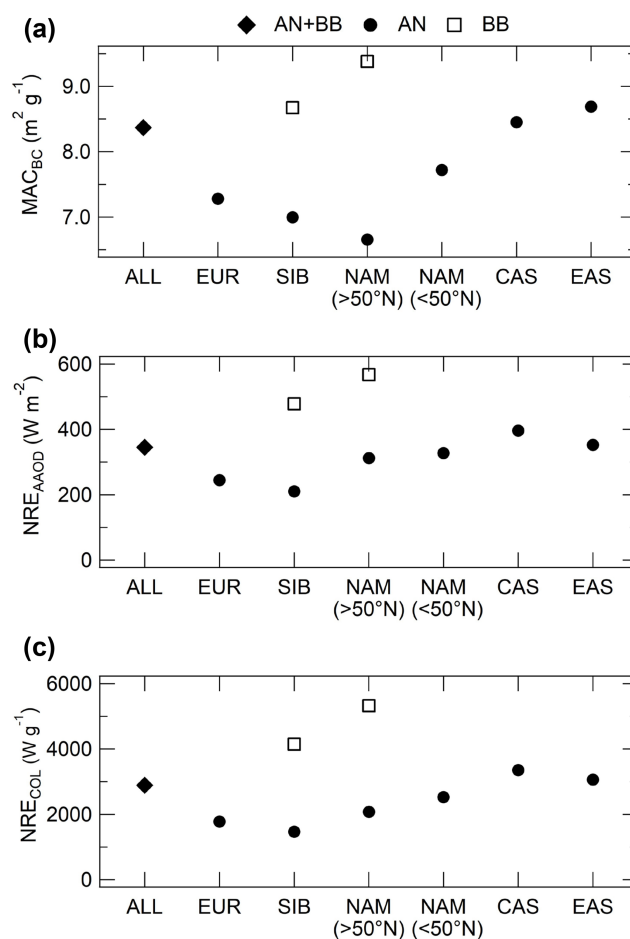 (a) ◆ AN+BB ● AN □ BB
MAC_BC (m² g⁻¹)
9.0
8.0
7.0
ALL EUR SIB NAM NAM CAS EAS
(>50°N) (<50°N)
(b)
NRE_AAOD (W m⁻²)
600
400
200
0
ALL EUR SIB NAM NAM CAS EAS
(>50°N) (<50°N)
(c)
NRE_COL (W g⁻¹)
6000
4000
2000
0
ALL EUR SIB NAM NAM CAS EAS
(>50°N) (<50°N)